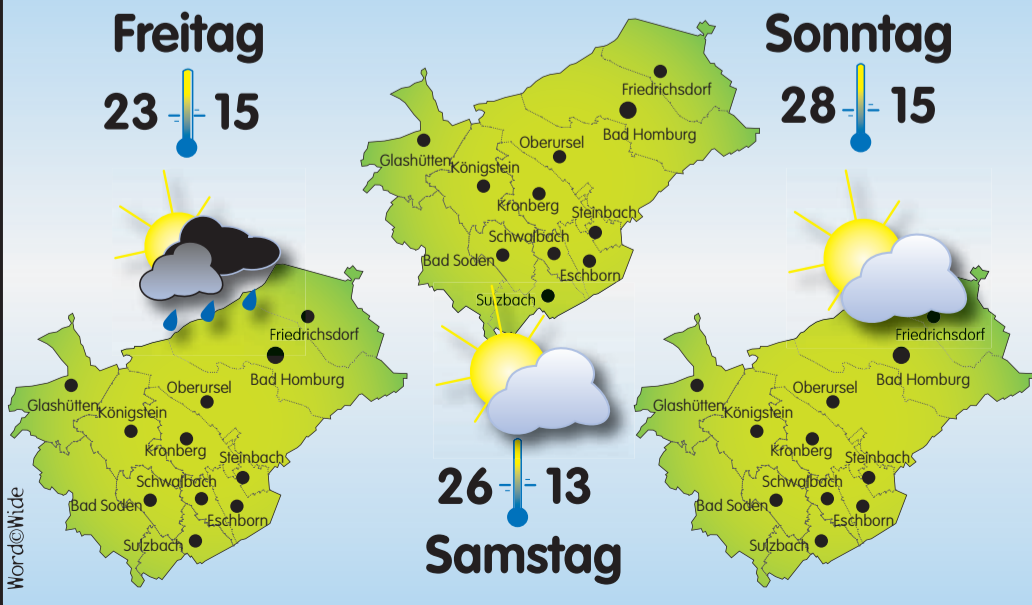 Freitag
23 15
Friedrichsdorf
Bad Homburg
Oberursel
Glashütten
Königstein
Kronberg
Steinbach
Schwalbach
Bad Soden
Eschborn
Sulzbach
Friedrichsdorf
Bad Homburg
Oberursel
Glashütten
Königstein
Kronberg
Steinbach
Schwalbach
Bad Soden
Eschborn
Sulzbach
26 13
Samstag
Sonntag
28 15
Friedrichsdorf
Bad Homburg
Oberursel
Glashütten
Königstein
Kronberg
Steinbach
Schwalbach
Bad Soden
Eschborn
Sulzbach
Word©Wide